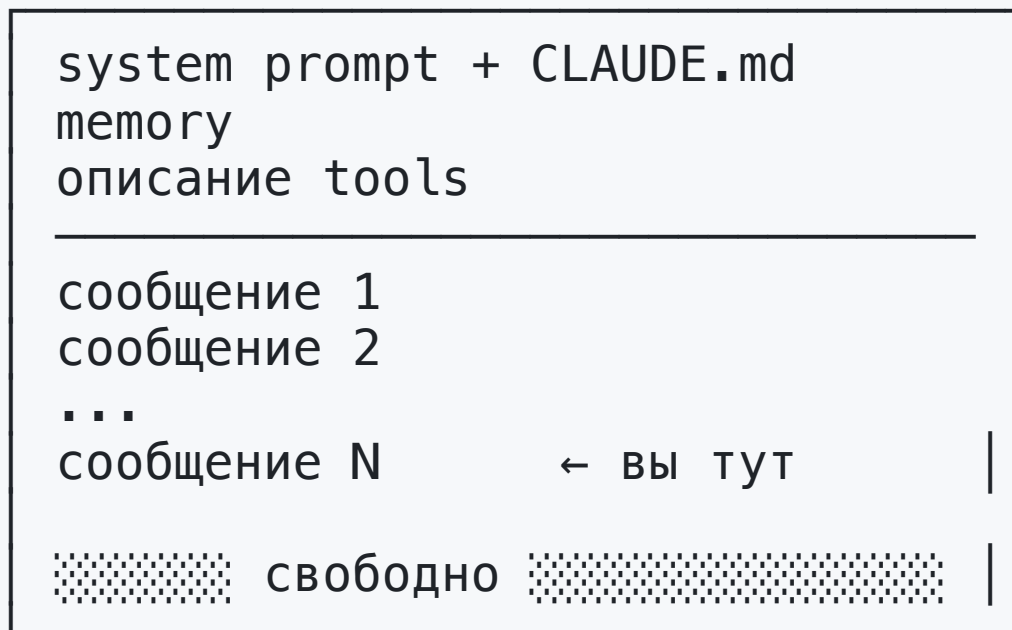 system prompt + CLAUDE.md
memory
описание tools
сообщение 1
сообщение 2
...
сообщение N ← вы тут
свободно